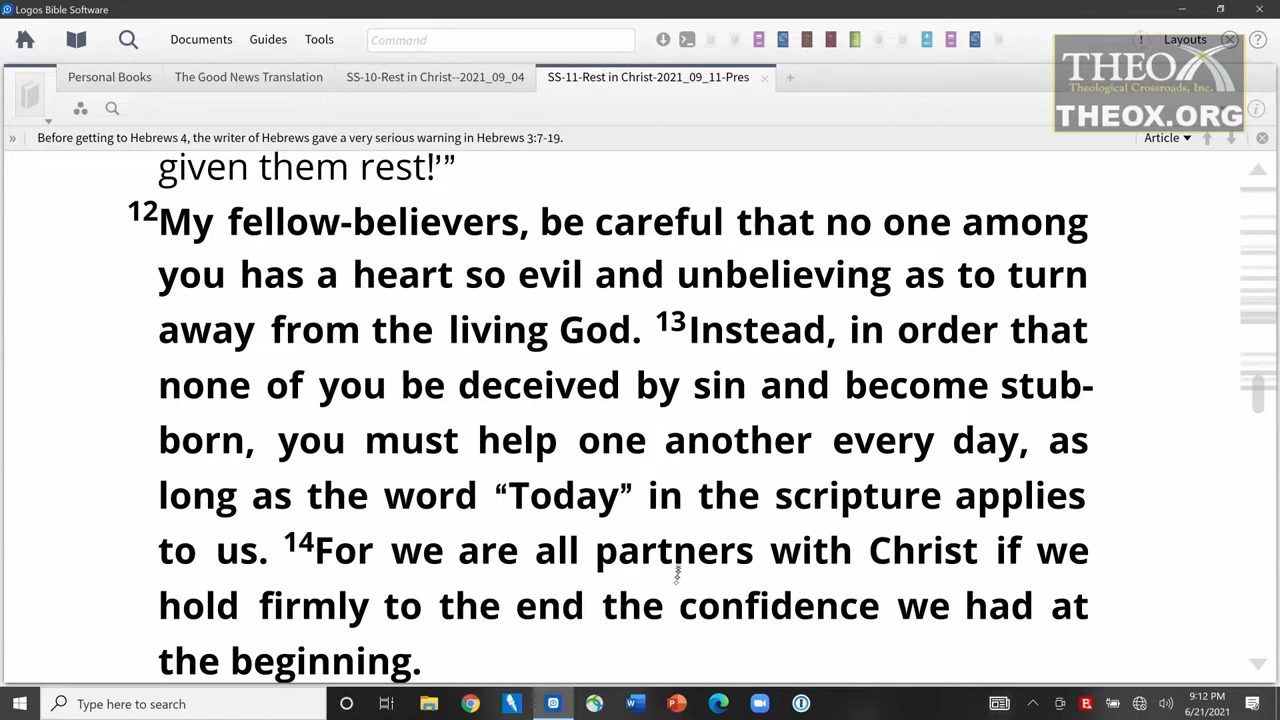 Logos Bible Software
Documents Guides Tools Command Layouts
THEOX
Theological Crossroads, Inc.
THEOX.ORG
Personal Books The Good News Translation SS-10-Rest in Christ--2021_09_04 SS-11-Rest in Christ-2021_09_11-Pres
Before getting to Hebrews 4, the writer of Hebrews gave a very serious warning in Hebrews 3:7-19. Article
given them rest!’”
12My fellow-believers, be careful that no one among
you has a heart so evil and unbelieving as to turn
away from the living God. 13Instead, in order that
none of you be deceived by sin and become stub-
born, you must help one another every day, as
long as the word “Today” in the scripture applies
to us. 14For we are all partners with Christ if we
hold firmly to the end the confidence we had at
the beginning.
Type here to search
9:12 PM
6/21/2021